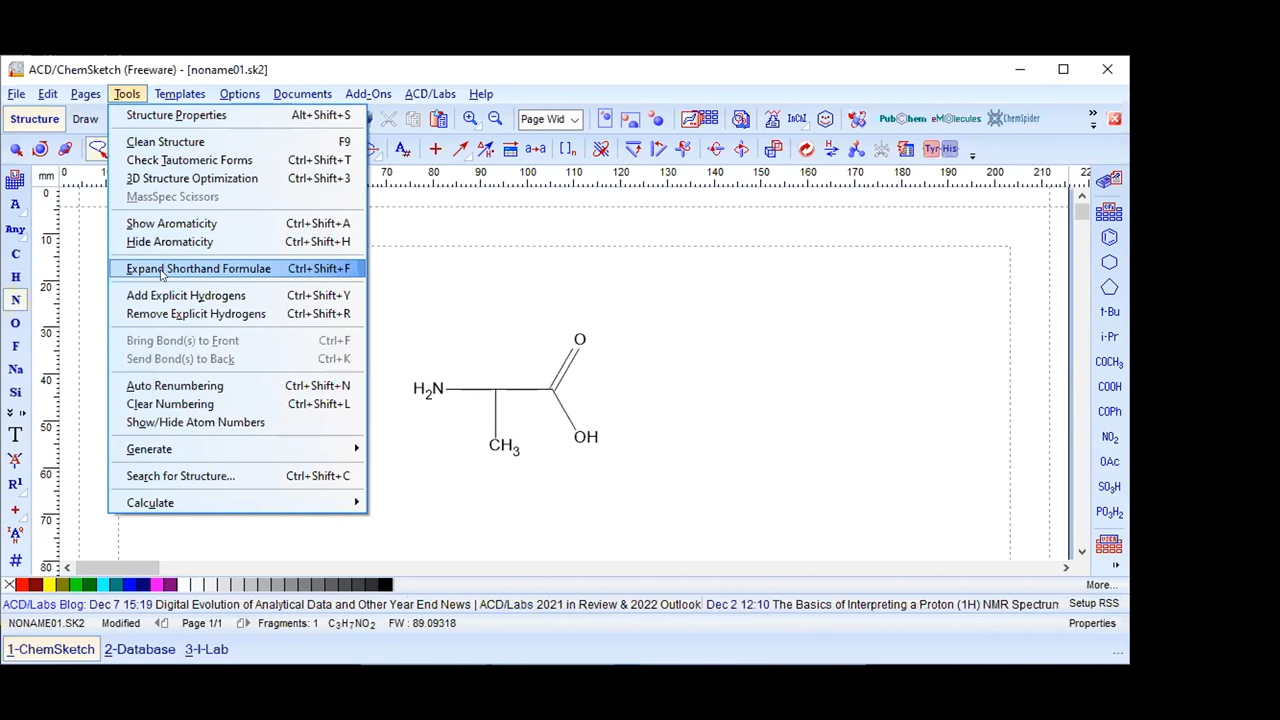 ACD/ChemSketch (Freeware) - [noname01.sk2]
File Edit Pages Tools Templates Options Documents Add-Ons ACD/Labs Help
Structure Draw Page Wid InChI PubChem eMolecules ChemSpider
Tyr His
Structure Properties Alt+Shift+S
Clean Structure F9
Check Tautomeric Forms Ctrl+Shift+T
3D Structure Optimization Ctrl+Shift+3
MassSpec Scissors
Show Aromaticity Ctrl+Shift+A
Hide Aromaticity Ctrl+Shift+H
Expand Shorthand Formulae Ctrl+Shift+F
Add Explicit Hydrogens Ctrl+Shift+Y
Remove Explicit Hydrogens Ctrl+Shift+R
Bring Bond(s) to Front Ctrl+F
Send Bond(s) to Back Ctrl+K
Auto Renumbering Ctrl+Shift+N
Clear Numbering Ctrl+Shift+L
Show/Hide Atom Numbers
Generate
Search for Structure... Ctrl+Shift+C
Calculate
mm 0 10 70 80 90 100 110 120 130 140 150 160 170 180 190 200 210 22
0
10
20
30
40
50
60
70
80
A
Any
C
H
N
O
F
Na
Si
T
R¹
#
O
H₂N
OH
CH₃
t-Bu
i-Pr
COCH₃
COOH
COPh
NO₂
OAc
SO₃H
PO₃H₂
More...
ACD/Labs Blog: Dec 7 15:19 Digital Evolution of Analytical Data and Other Year End News | ACD/Labs 2021 in Review & 2022 Outlook Dec 2 12:10 The Basics of Interpreting a Proton (1H) NMR Spectrum Setup RSS
NONAME01.SK2 Modified Page 1/1 Fragments: 1 C₃H₇NO₂ FW : 89.09318 Properties
1-ChemSketch 2-Database 3-I-Lab ...